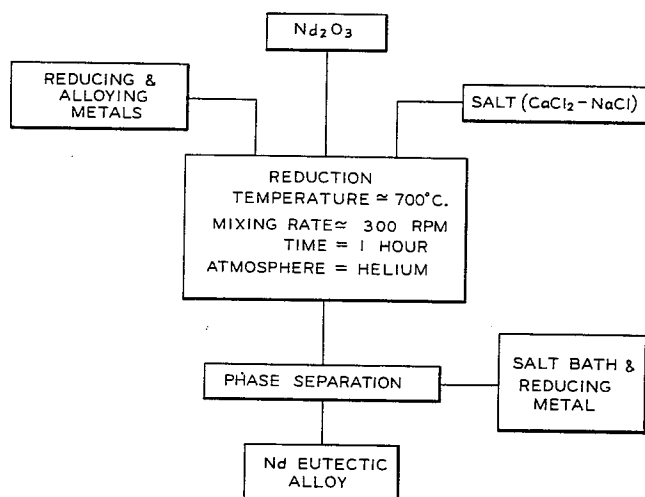 Nd₂O₃
REDUCING &
ALLOYING
METALS
SALT (CaCl₂-NaCl)
REDUCTION
TEMPERATURE ≃ 700°C.
MIXING RATE ≃ 300 RPM
TIME = 1 HOUR
ATMOSPHERE = HELIUM
PHASE SEPARATION
SALT BATH &
REDUCING
METAL
Nd EUTECTIC
ALLOY